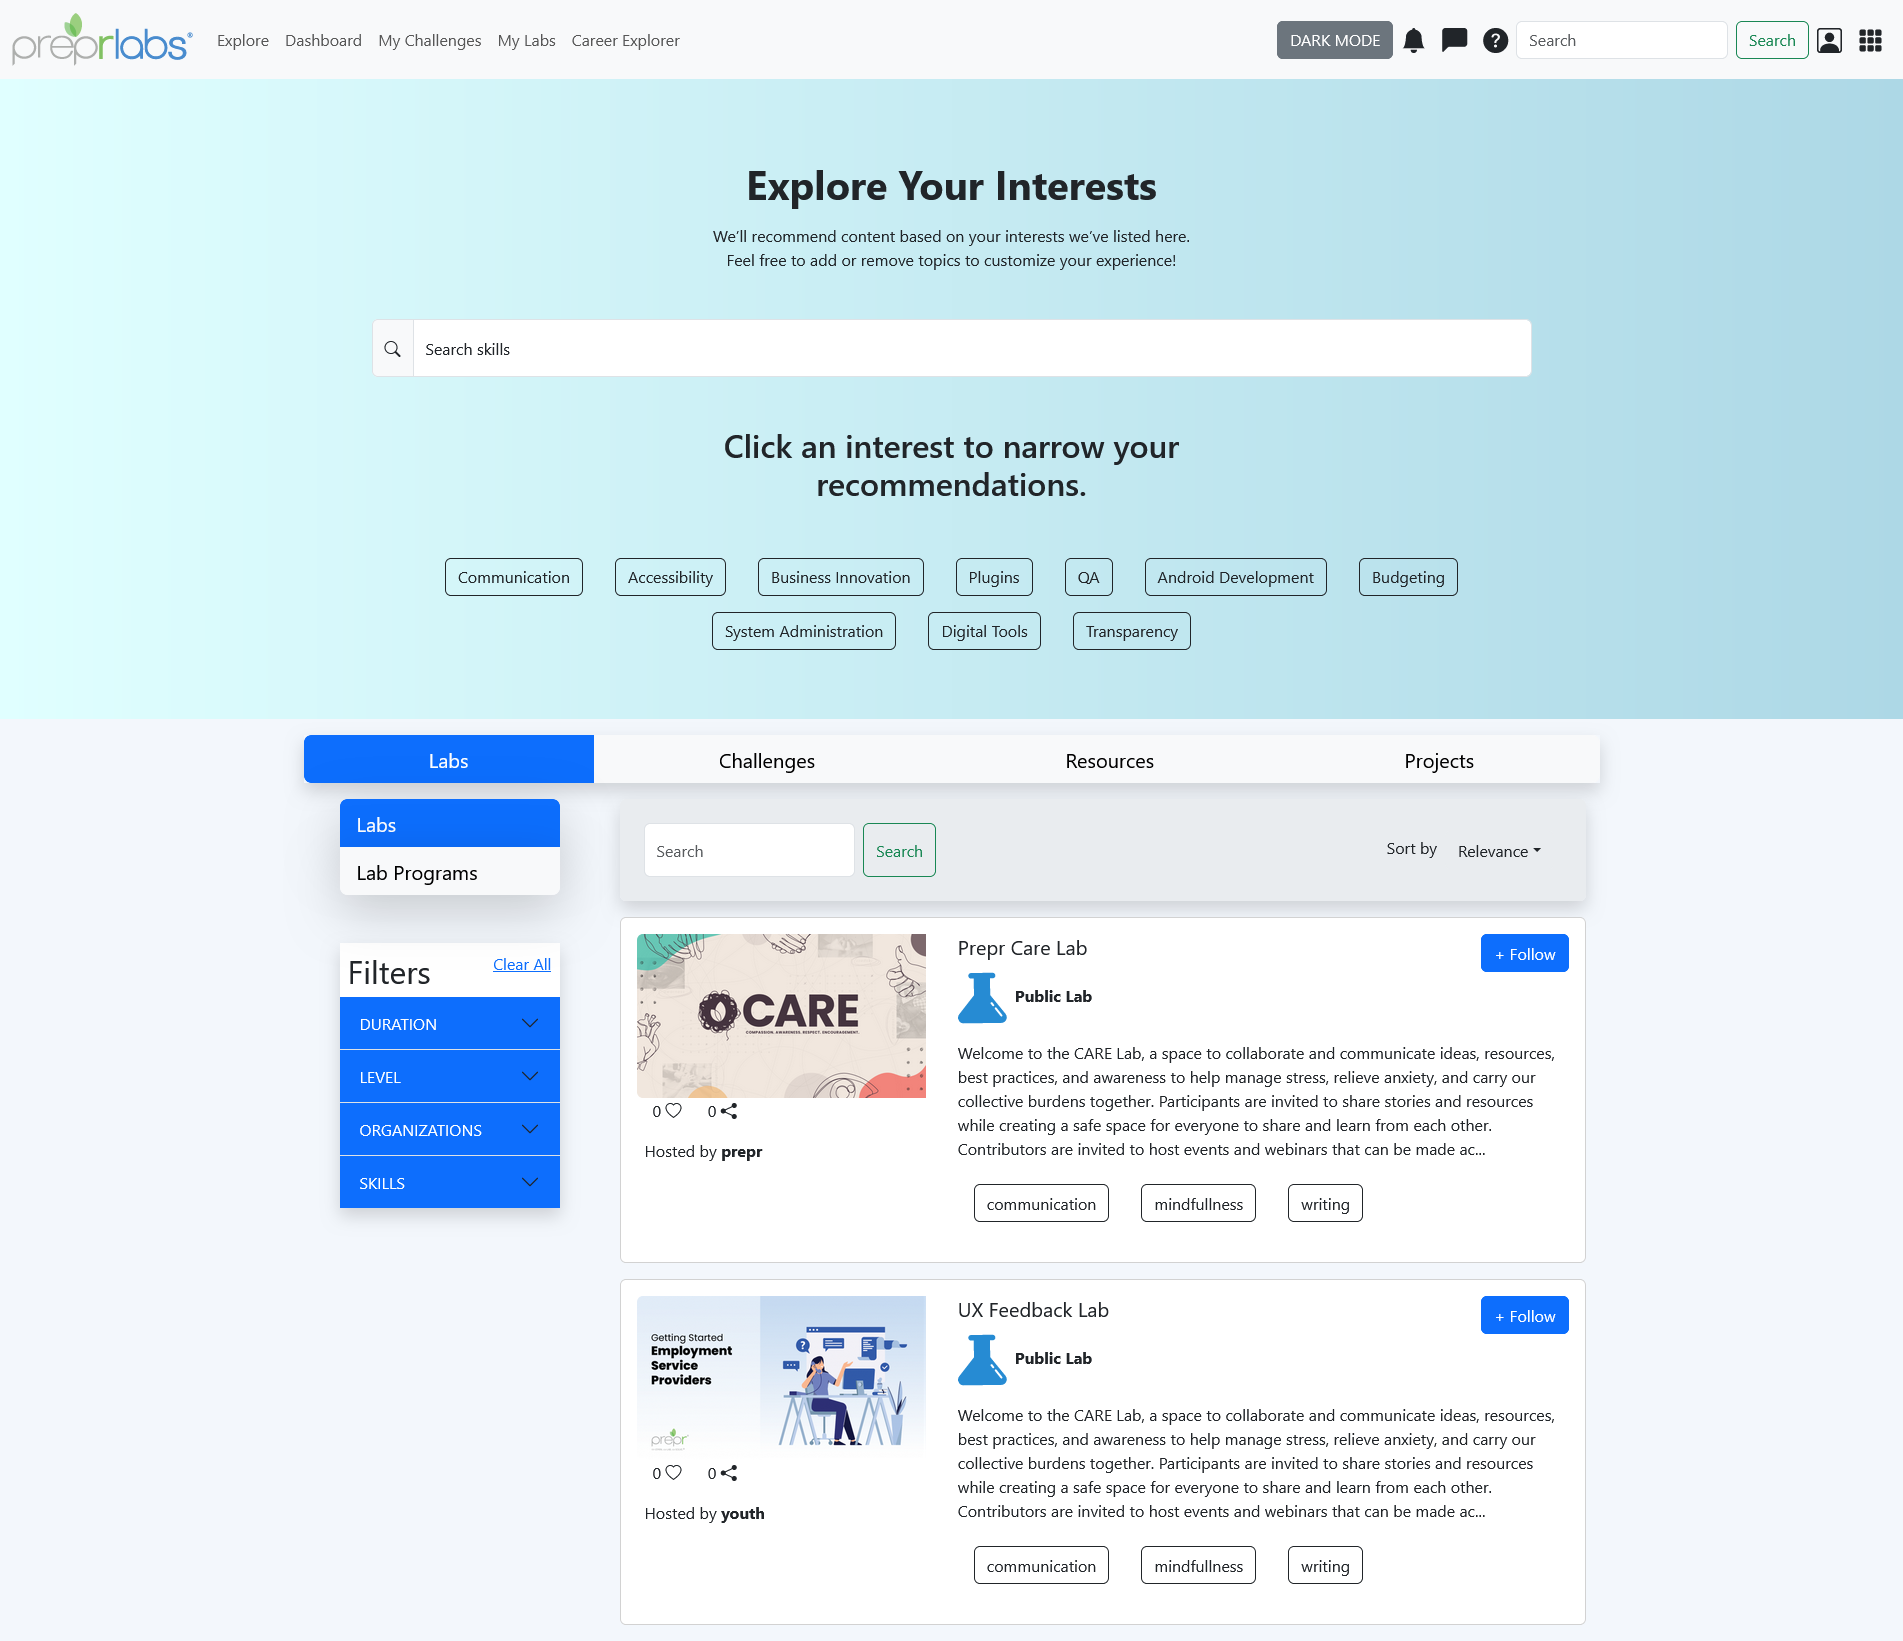 preprlabs®
Explore Dashboard My Challenges My Labs Career Explorer
DARK MODE
Search
Search
Explore Your Interests
We'll recommend content based on your interests we've listed here.
Feel free to add or remove topics to customize your experience!
Search skills
Click an interest to narrow your
recommendations.
Communication Accessibility Business Innovation Plugins QA Android Development Budgeting
System Administration Digital Tools Transparency
Labs Challenges Resources Projects
Labs
Lab Programs
Filters Clear All
DURATION
LEVEL
ORGANIZATIONS
SKILLS
Search Search Sort by Relevance
CARE
COMPASSION. AWARENESS. RESPECT. ENCOURAGEMENT.
0 0
Hosted by prepr
Prepr Care Lab
+ Follow
Public Lab
Welcome to the CARE Lab, a space to collaborate and communicate ideas, resources,
best practices, and awareness to help manage stress, relieve anxiety, and carry our
collective burdens together. Participants are invited to share stories and resources
while creating a safe space for everyone to share and learn from each other.
Contributors are invited to host events and webinars that can be made ac...
communication mindfullness writing
Getting Started
Employment
Service
Providers
prepr
0 0
Hosted by youth
UX Feedback Lab
+ Follow
Public Lab
Welcome to the CARE Lab, a space to collaborate and communicate ideas, resources,
best practices, and awareness to help manage stress, relieve anxiety, and carry our
collective burdens together. Participants are invited to share stories and resources
while creating a safe space for everyone to share and learn from each other.
Contributors are invited to host events and webinars that can be made ac...
communication mindfullness writing